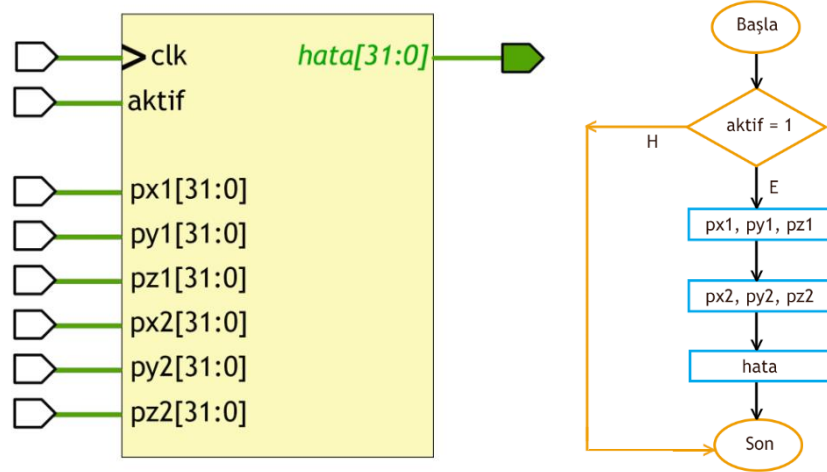 clk
hata[31:0]
aktif
px1[31:0]
py1[31:0]
pz1[31:0]
px2[31:0]
py2[31:0]
pz2[31:0]
Başla
aktif = 1
H
E
px1, py1, pz1
px2, py2, pz2
hata
Son